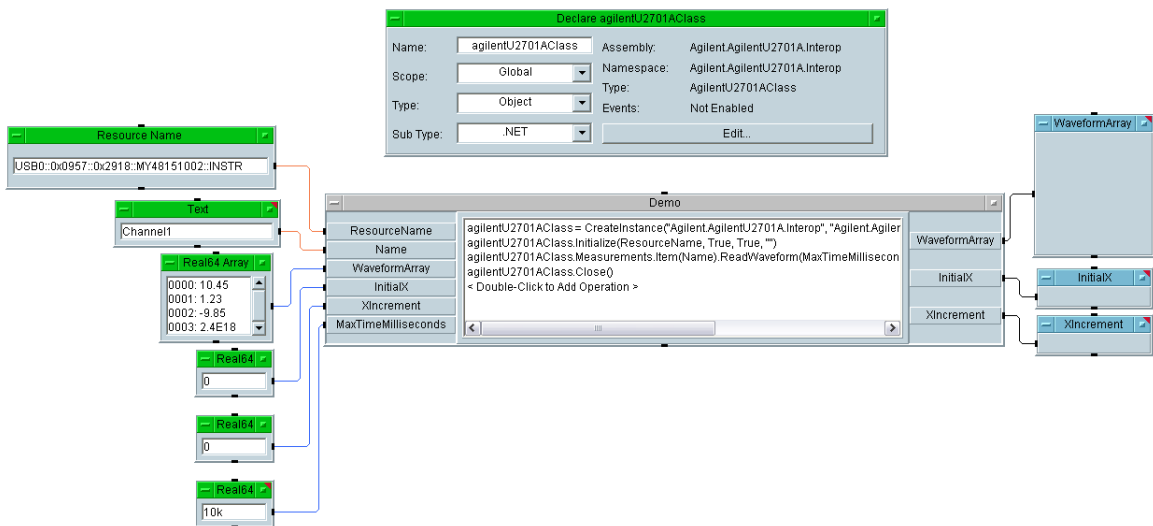 Declare agilentU2701AClass
Name: agilentU2701AClass Assembly: Agilent.AgilentU2701A.Interop
Scope: Global Namespace: Agilent.AgilentU2701A.Interop
Type: AgilentU2701AClass
Type: Object Events: Not Enabled
Sub Type: .NET Edit...
Resource Name
USB0::0x0957::0x2918::MY48151002::INSTR
Text
Channel1
Real64 Array
0000: 10.45
0001: 1.23
0002: -9.85
0003: 2.4E18
Real64
0
Real64
0
Real64
10k
Demo
ResourceName
Name
WaveformArray
InitialX
XIncrement
MaxTimeMilliseconds
agilentU2701AClass = CreateInstance("Agilent.AgilentU2701A.Interop", "Agilent.Agiler
agilentU2701AClass.Initialize(ResourceName, True, True, "")
agilentU2701AClass.Measurements.Item(Name).ReadWaveform(MaxTimeMillisecon
agilentU2701AClass.Close()
< Double-Click to Add Operation >
WaveformArray
InitialX
XIncrement
WaveformArray
InitialX
XIncrement